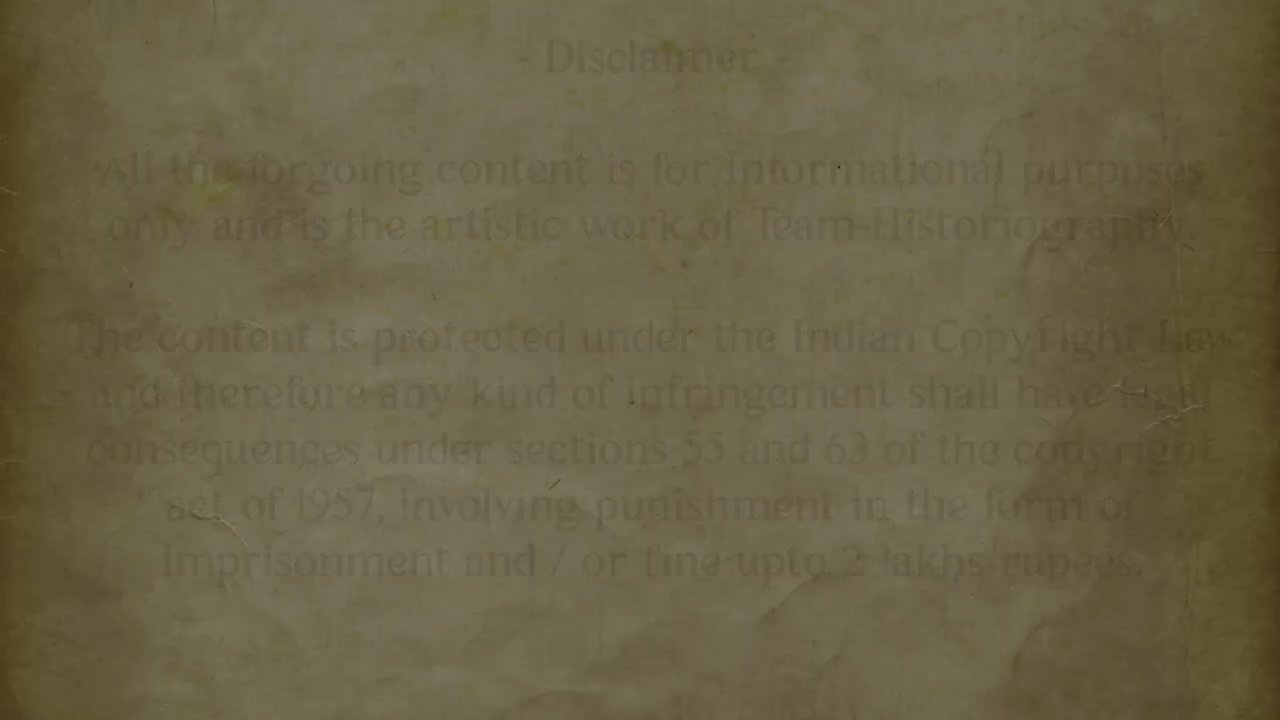 - Disclaimer -
All the forgoing content is for Informational purposes
only and is the artistic work of Team-Historiography.
The content is protected under the Indian Copyright Law
and therefore any kind of infringement shall have legal
consequences under sections 55 and 63 of the copyright
act of 1957, involving punishment in the form of
Imprisonment and / or Fine upto 2 lakhs rupees.